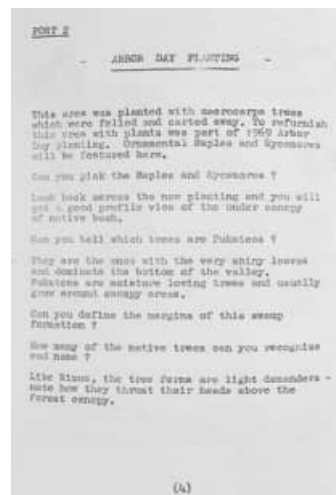 POST 2
- ARBOR DAY PLANTING -
This area was planted with macrocarpa trees
which were felled and carted away. To refurnish
this area with plants was part of 1969 Arbor
Day planting. Ornamental Maples and Sycamores
will be featured here.
Can you pick the Maples and Sycamores ?
Look back across the new planting and you will
get a good profile view of the under canopy
of native bush.
Can you tell which trees are Pukateas ?
They are the ones with the very shiny leaves
and dominate the bottom of the valley.
Pukateas are moisture loving trees and usually
grow around swampy areas.
Can you define the margins of this swamp
formation ?
How many of the native trees can you recognise
and name ?
Like Rimus, the tree ferns are light demanders -
note how they thrust their heads above the
forest canopy.
(4)